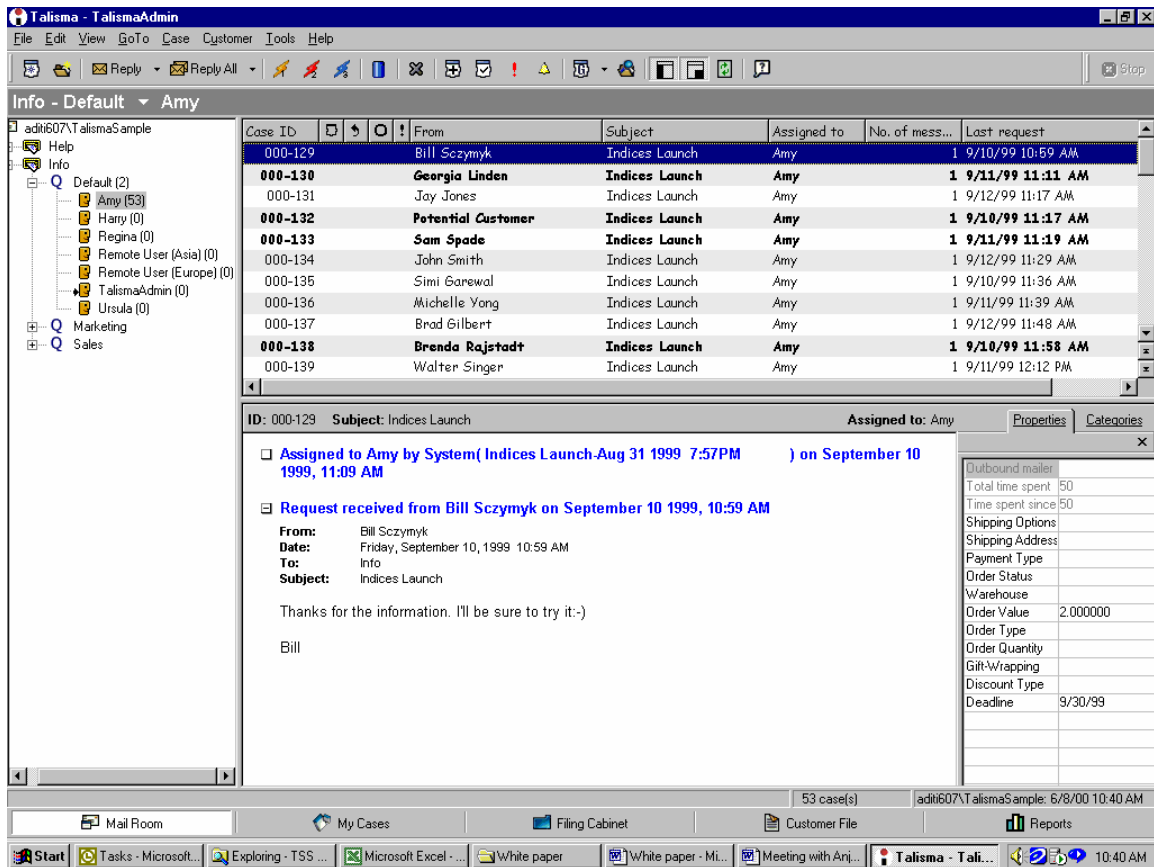 Talisma - TalismaAdmin
File Edit View GoTo Case Customer Tools Help
Reply Reply All Stop
Info - Default Amy
aditi607\TalismaSample
Help
Info
Default (2)
Amy (53)
Harry (0)
Regina (0)
Remote User (Asia) (0)
Remote User (Europe) (0)
TalismaAdmin (0)
Ursula (0)
Marketing
Sales
Case ID ! From Subject Assigned to No. of mess... Last request
000-129 Bill Sczymyk Indices Launch Amy 1 9/10/99 10:59 AM
000-130 Georgia Linden Indices Launch Amy 1 9/11/99 11:11 AM
000-131 Jay Jones Indices Launch Amy 1 9/12/99 11:17 AM
000-132 Potential Customer Indices Launch Amy 1 9/10/99 11:17 AM
000-133 Sam Spade Indices Launch Amy 1 9/11/99 11:19 AM
000-134 John Smith Indices Launch Amy 1 9/12/99 11:29 AM
000-135 Simi Garewal Indices Launch Amy 1 9/10/99 11:36 AM
000-136 Michelle Yong Indices Launch Amy 1 9/11/99 11:39 AM
000-137 Brad Gilbert Indices Launch Amy 1 9/12/99 11:48 AM
000-138 Brenda Rajstadt Indices Launch Amy 1 9/10/99 11:58 AM
000-139 Walter Singer Indices Launch Amy 1 9/11/99 12:12 PM
ID: 000-129 Subject: Indices Launch Assigned to: Amy
Properties Categories
Assigned to Amy by System( Indices Launch-Aug 31 1999 7:57PM ) on September 10
1999, 11:09 AM
Request received from Bill Sczymyk on September 10 1999, 10:59 AM
From: Bill Sczymyk
Date: Friday, September 10, 1999 10:59 AM
To: Info
Subject: Indices Launch
Thanks for the information. I'll be sure to try it:-)
Bill
Outbound mailer
Total time spent 50
Time spent since 50
Shipping Options
Shipping Address
Payment Type
Order Status
Warehouse
Order Value 2.000000
Order Type
Order Quantity
Gift-Wrapping
Discount Type
Deadline 9/30/99
53 case(s) aditi607\TalismaSample: 6/8/00 10:40 AM
Mail Room My Cases Filing Cabinet Customer File Reports
Start Tasks - Microsoft... Exploring - TSS ... Microsoft Excel - ... White paper White paper - Mi... Meeting with Anj... Talisma - Tali... 10:40 AM